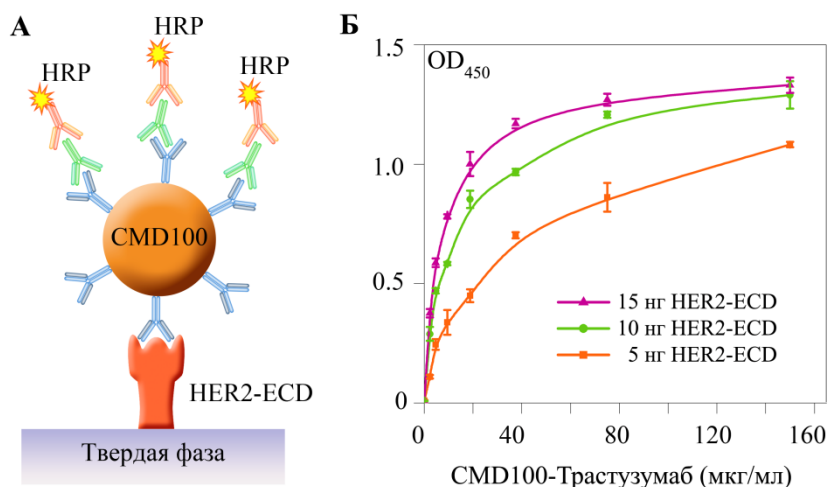 А
HRP
HRP
HRP
CMD100
HER2-ECD
Твердая фаза
Б
OD450
1.5
1.0
0.5
0
15 нг HER2-ECD
10 нг HER2-ECD
5 нг HER2-ECD
0 40 80 120 160
CMD100-Трастузумаб (мкг/мл)